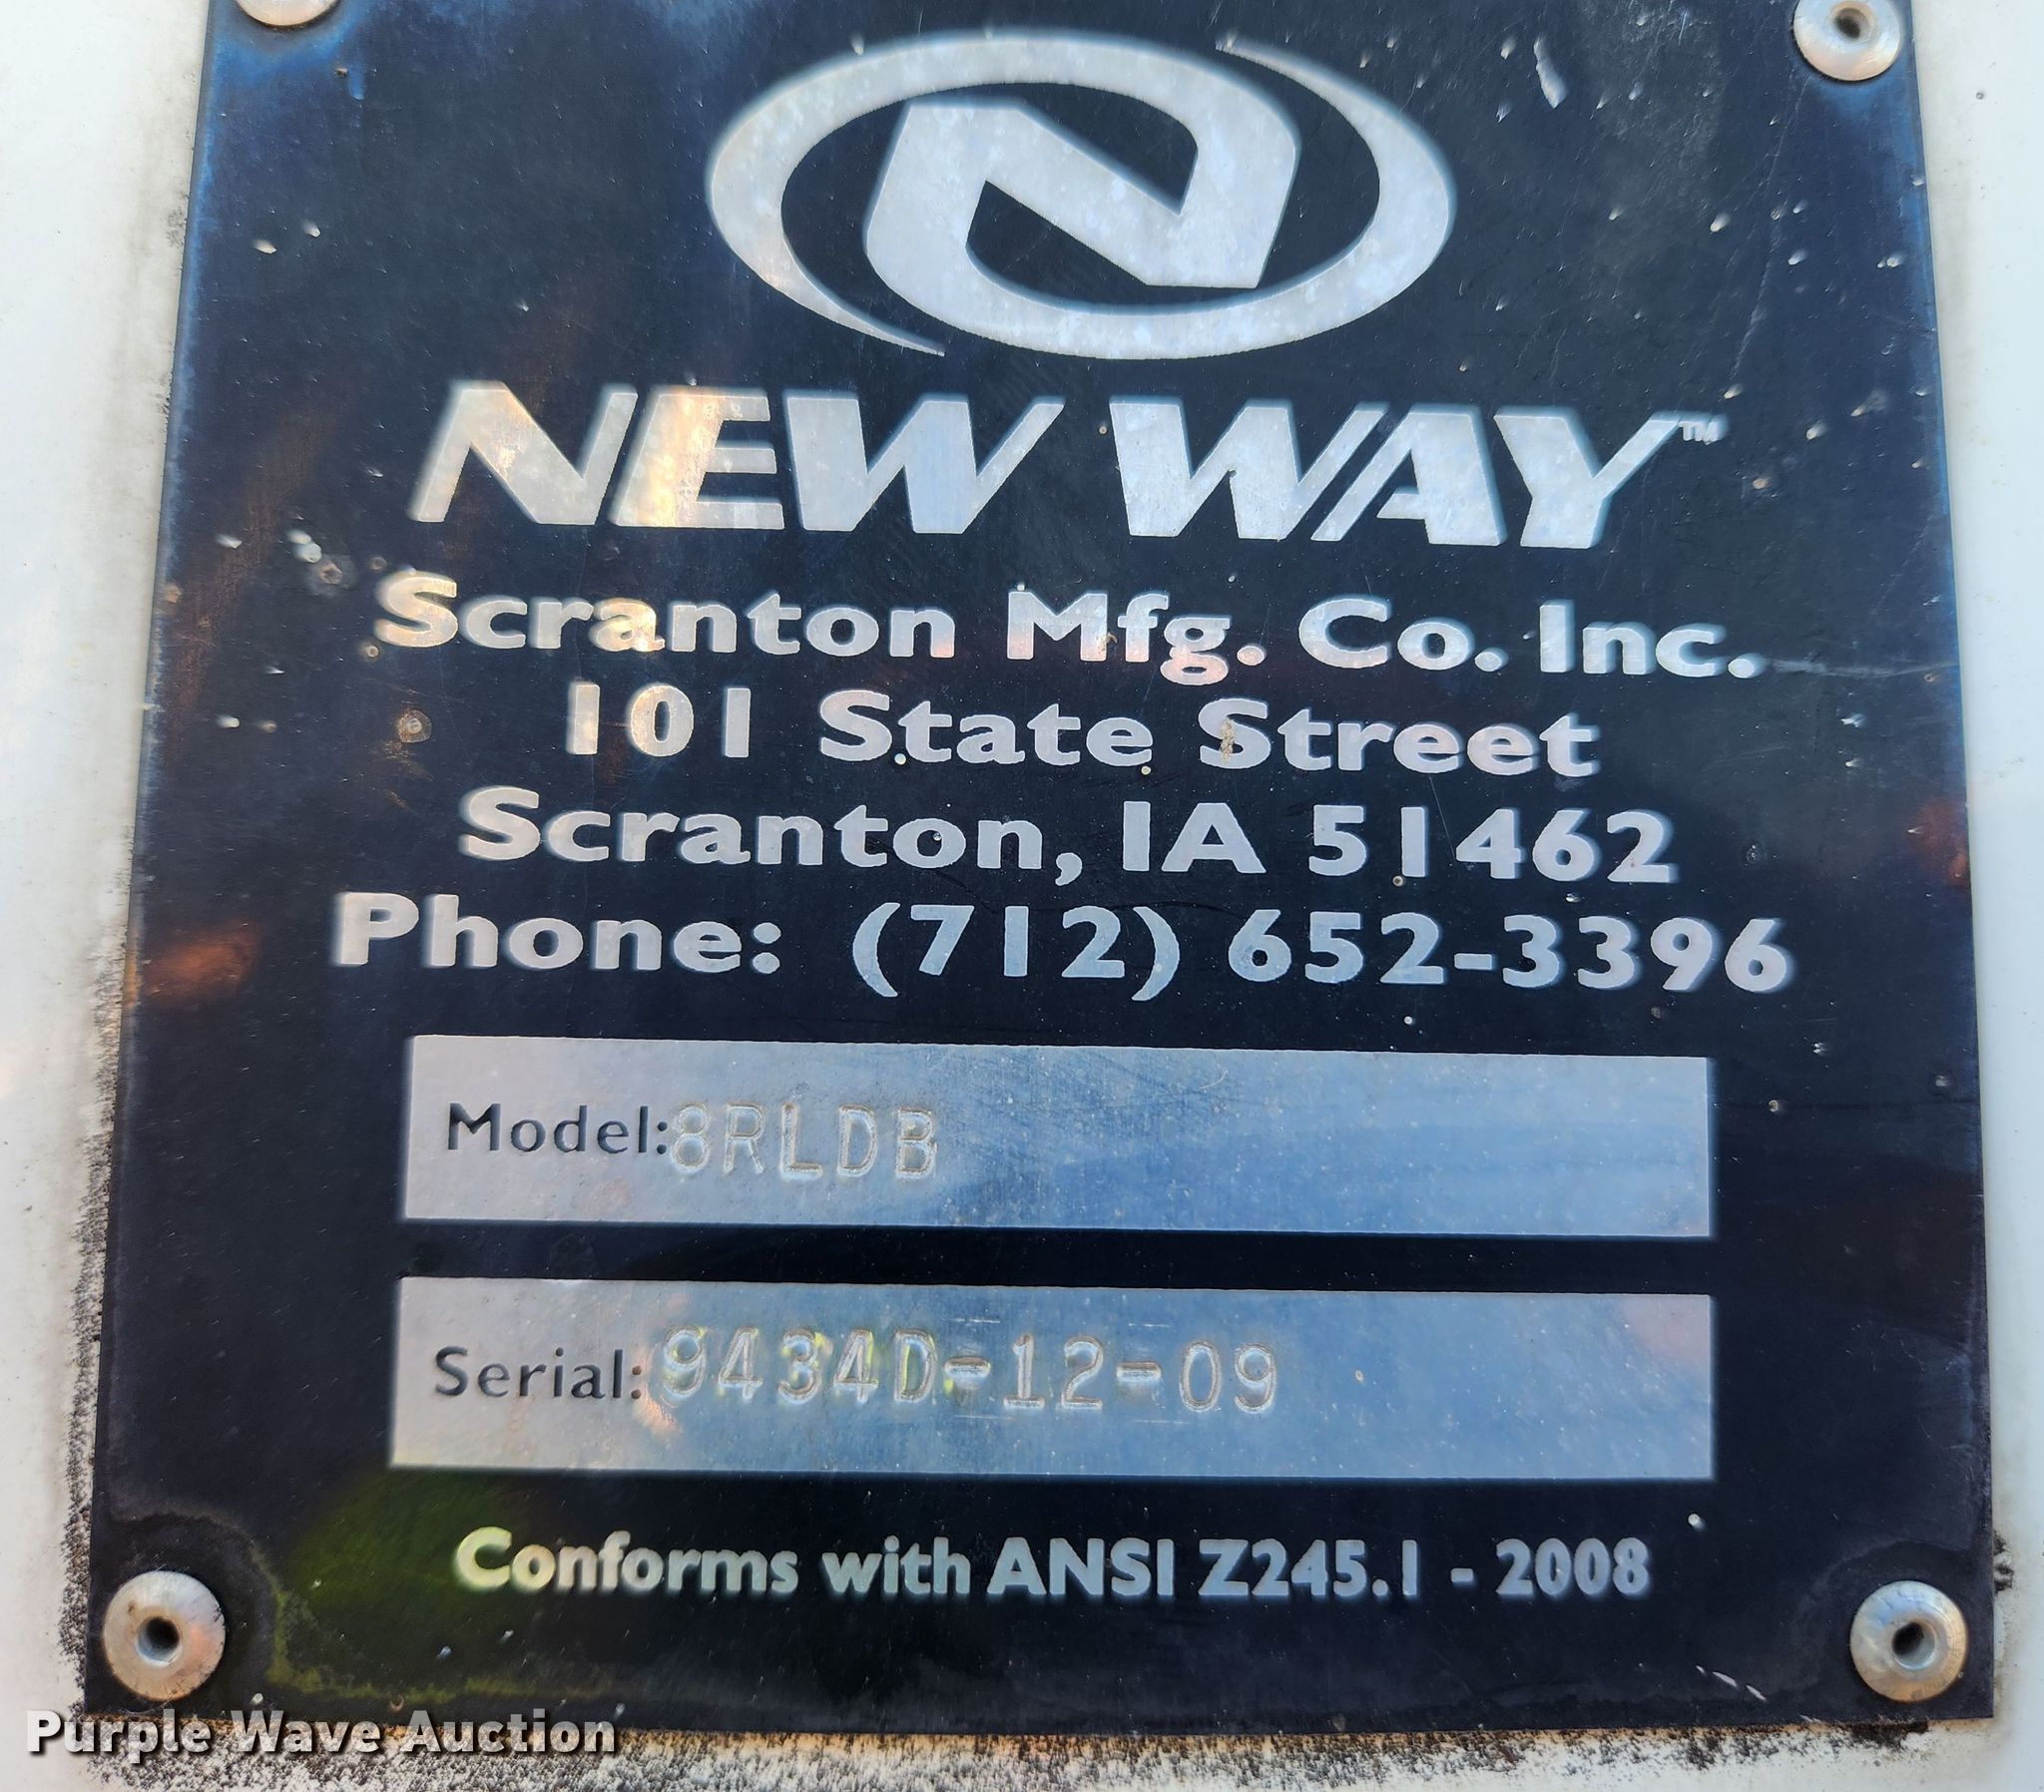 N
NEW WAY™
Scranton Mfg. Co. Inc.
101 State Street
Scranton, IA 51462
Phone: (712) 652-3396
Model: 8RLDB
Serial: 9434D-12-09
Conforms with ANSI Z245.1 - 2008
Purple Wave Auction